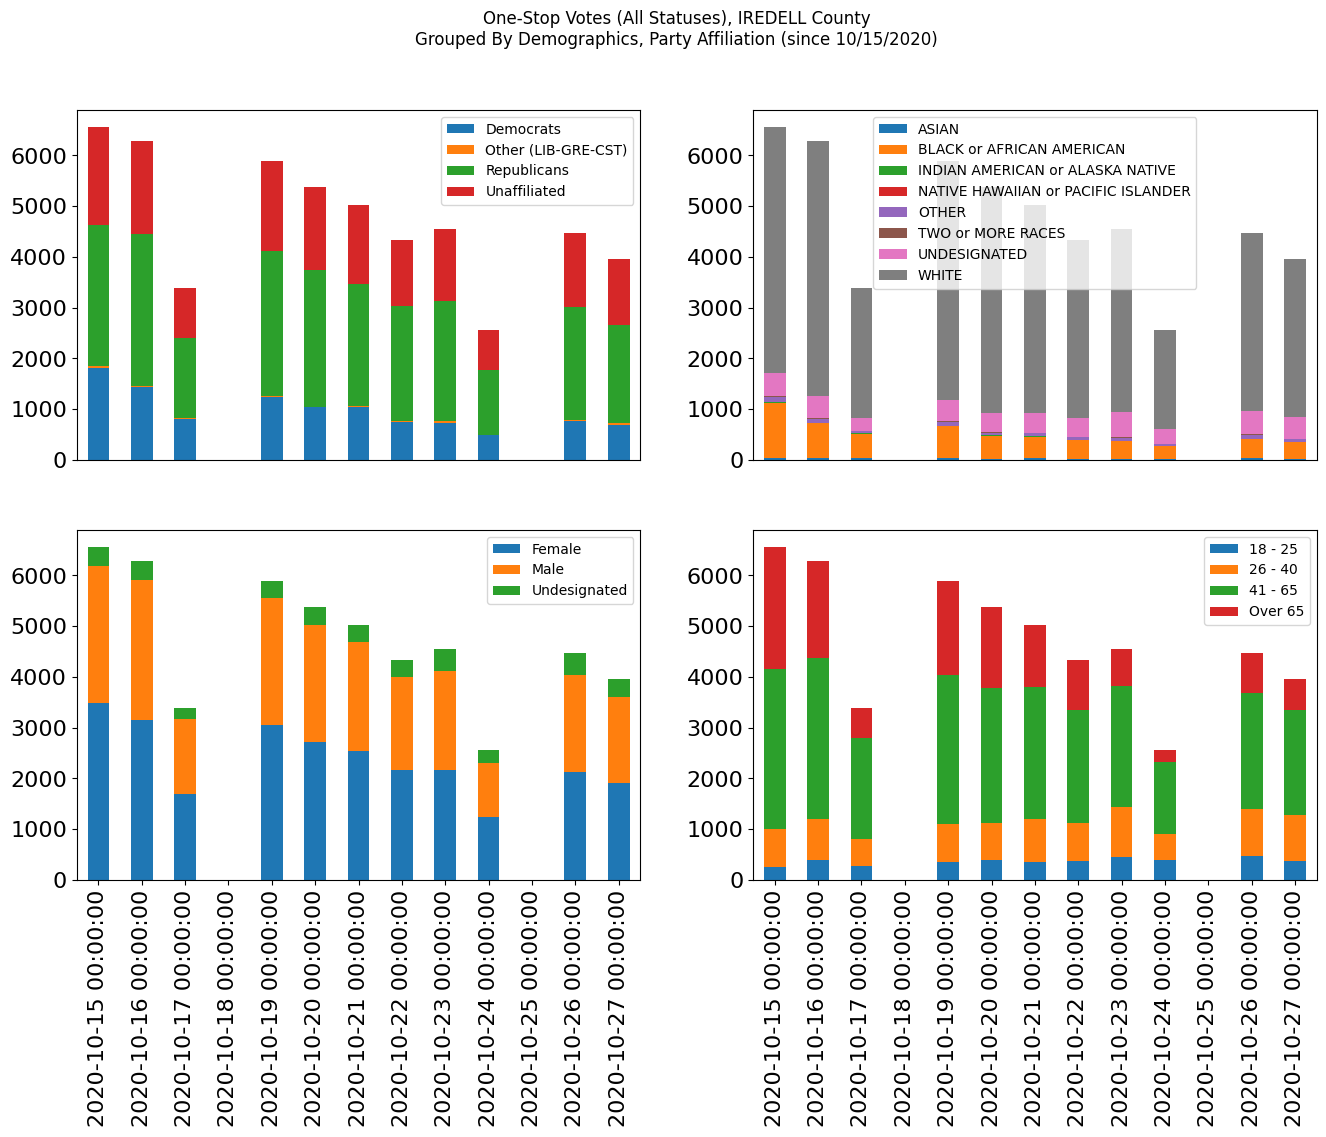 One-Stop Votes (All Statuses), IREDELL County
Grouped By Demographics, Party Affiliation (since 10/15/2020)
6000
5000
4000
3000
2000
1000
0
Democrats
Other (LIB-GRE-CST)
Republicans
Unaffiliated
6000
5000
4000
3000
2000
1000
0
ASIAN
BLACK or AFRICAN AMERICAN
INDIAN AMERICAN or ALASKA NATIVE
NATIVE HAWAIIAN or PACIFIC ISLANDER
OTHER
TWO or MORE RACES
UNDESIGNATED
WHITE
6000
5000
4000
3000
2000
1000
0
Female
Male
Undesignated
2020-10-15 00:00:00
2020-10-16 00:00:00
2020-10-17 00:00:00
2020-10-18 00:00:00
2020-10-19 00:00:00
2020-10-20 00:00:00
2020-10-21 00:00:00
2020-10-22 00:00:00
2020-10-23 00:00:00
2020-10-24 00:00:00
2020-10-25 00:00:00
2020-10-26 00:00:00
2020-10-27 00:00:00
6000
5000
4000
3000
2000
1000
0
18 - 25
26 - 40
41 - 65
Over 65
2020-10-15 00:00:00
2020-10-16 00:00:00
2020-10-17 00:00:00
2020-10-18 00:00:00
2020-10-19 00:00:00
2020-10-20 00:00:00
2020-10-21 00:00:00
2020-10-22 00:00:00
2020-10-23 00:00:00
2020-10-24 00:00:00
2020-10-25 00:00:00
2020-10-26 00:00:00
2020-10-27 00:00:00